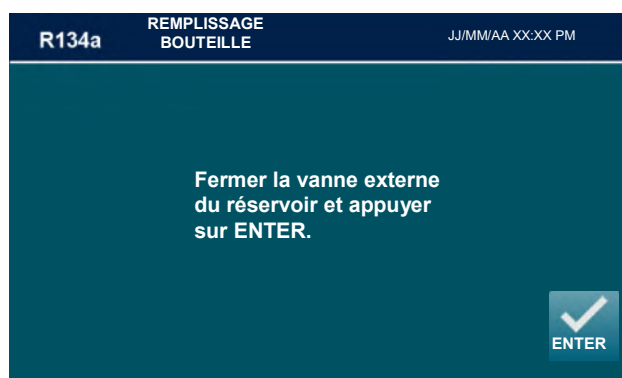 R134a
REMPLISSAGE
BOUTEILLE
JJ/MM/AA XX:XX PM
Fermer la vanne externe
du réservoir et appuyer
sur ENTER.
ENTER